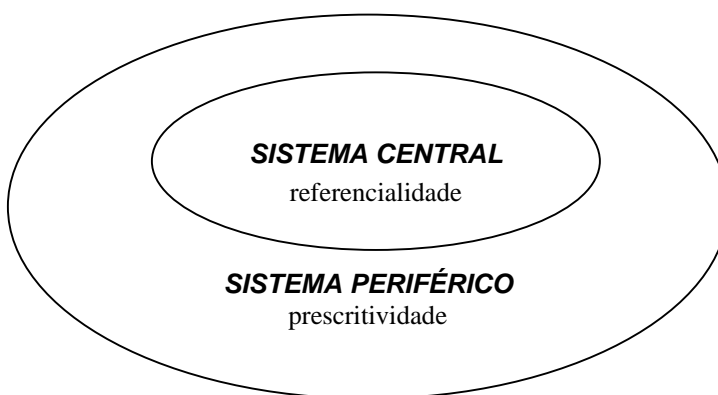 SISTEMA CENTRAL
referencialidade
SISTEMA PERIFÉRICO
prescritividade